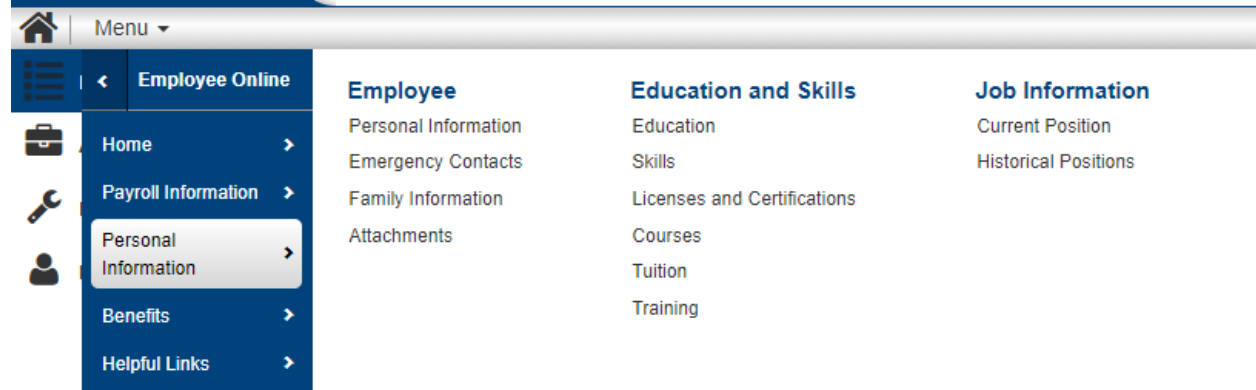 Menu
Employee Online
Home
Payroll Information
Personal
Information
Benefits
Helpful Links
Employee
Personal Information
Emergency Contacts
Family Information
Attachments
Education and Skills
Education
Skills
Licenses and Certifications
Courses
Tuition
Training
Job Information
Current Position
Historical Positions